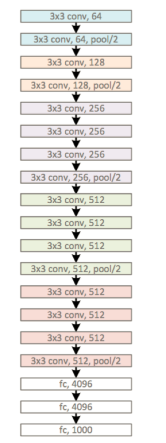 3x3 conv, 64
3x3 conv, 64, pool/2
3x3 conv, 128
3x3 conv, 128, pool/2
3x3 conv, 256
3x3 conv, 256
3x3 conv, 256
3x3 conv, 256, pool/2
3x3 conv, 512
3x3 conv, 512
3x3 conv, 512
3x3 conv, 512, pool/2
3x3 conv, 512
3x3 conv, 512
3x3 conv, 512
3x3 conv, 512, pool/2
fc, 4096
fc, 4096
fc, 1000